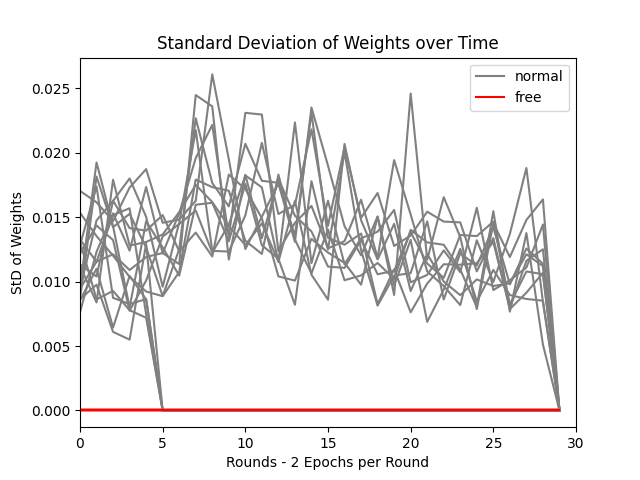 Standard Deviation of Weights over Time
normal
free
StD of Weights
0.025
0.020
0.015
0.010
0.005
0.000
0 5 10 15 20 25 30
Rounds - 2 Epochs per Round